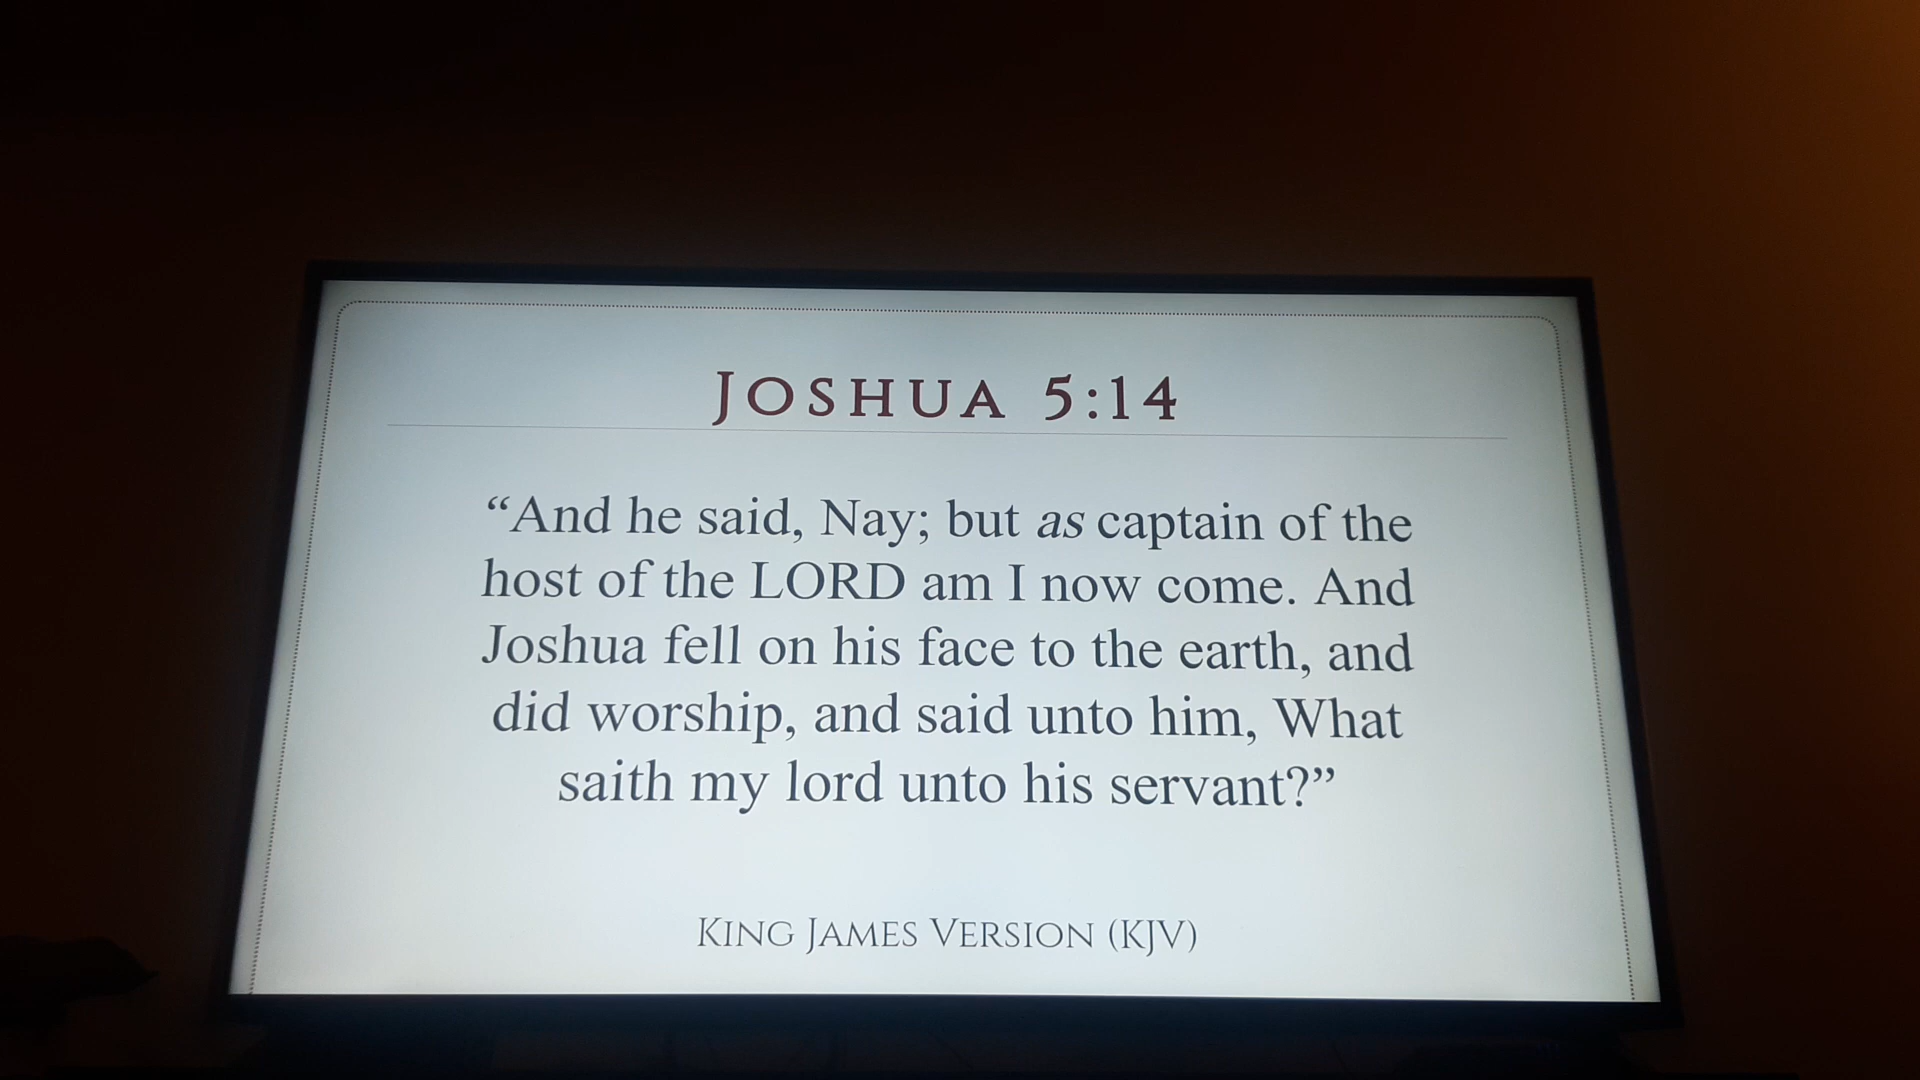 JOSHUA 5:14
“And he said, Nay; but as captain of the
host of the LORD am I now come. And
Joshua fell on his face to the earth, and
did worship, and said unto him, What
saith my lord unto his servant?”
KING JAMES VERSION (KJV)